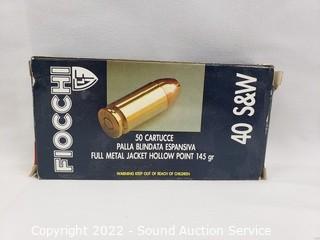 FIOCCHI
GF
40 S&W
50 CARTUCCE
PALLA BLINDATA ESPANSIVA
FULL METAL JACKET HOLLOW POINT 145 gr
WARNING KEEP OUT OF REACH OF CHILDREN
Copyright 2022 - Sound Auction Service